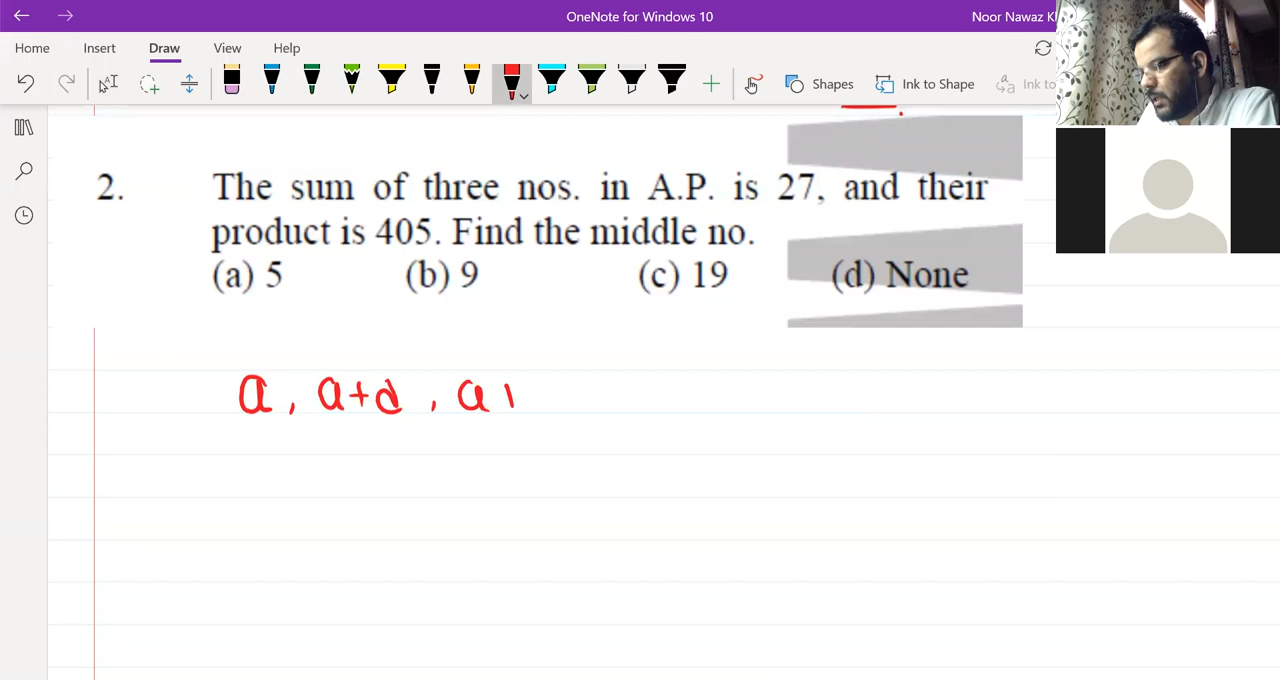 OneNote for Windows 10
Noor Nawaz
Home Insert Draw View Help
Shapes Ink to Shape Ink to
2. The sum of three nos. in A.P. is 27, and their
product is 405. Find the middle no.
(a) 5 (b) 9 (c) 19 (d) None
a, a+d, a